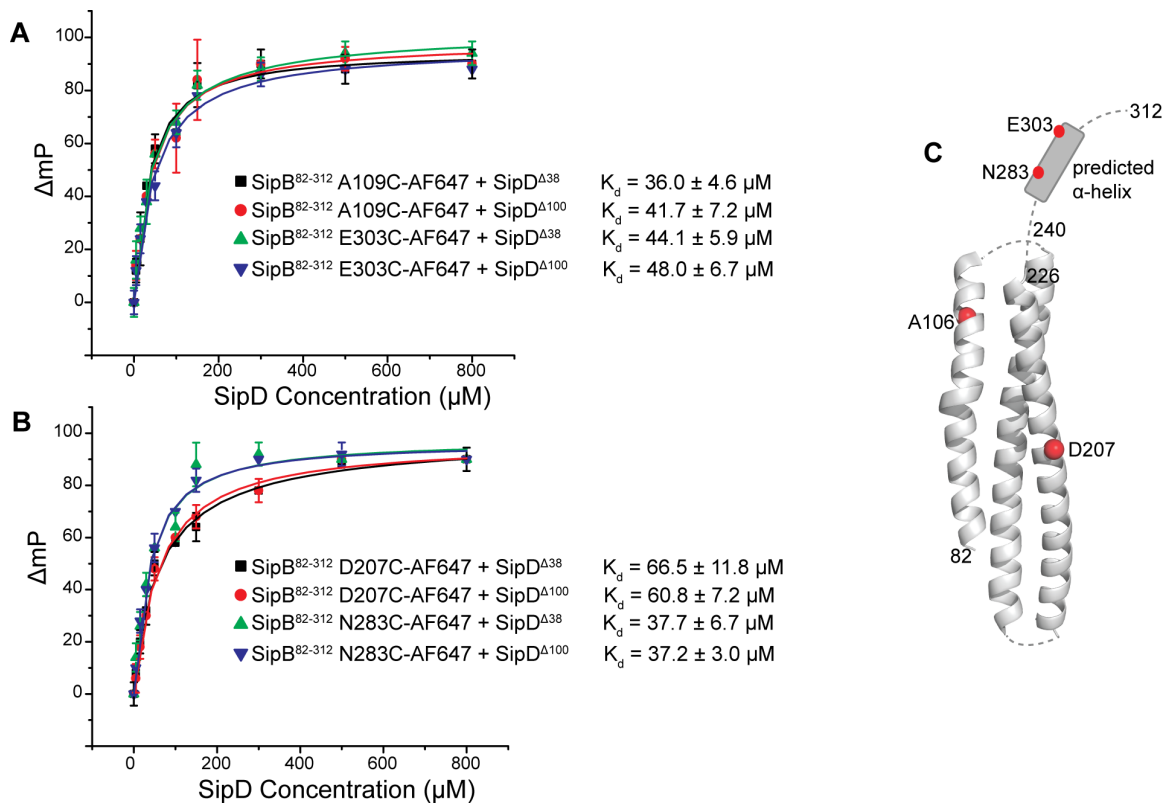 A
ΔmP
100
80
60
40
20
0
SipB82-312 A109C-AF647 + SipDΔ38 Kd = 36.0 ± 4.6 µM
SipB82-312 A109C-AF647 + SipDΔ100 Kd = 41.7 ± 7.2 µM
SipB82-312 E303C-AF647 + SipDΔ38 Kd = 44.1 ± 5.9 µM
SipB82-312 E303C-AF647 + SipDΔ100 Kd = 48.0 ± 6.7 µM
0 200 400 600 800
SipD Concentration (µM)
B
ΔmP
100
80
60
40
20
0
SipB82-312 D207C-AF647 + SipDΔ38 Kd = 66.5 ± 11.8 µM
SipB82-312 D207C-AF647 + SipDΔ100 Kd = 60.8 ± 7.2 µM
SipB82-312 N283C-AF647 + SipDΔ38 Kd = 37.7 ± 6.7 µM
SipB82-312 N283C-AF647 + SipDΔ100 Kd = 37.2 ± 3.0 µM
0 200 400 600 800
SipD Concentration (µM)
C
312
E303
N283
predicted
α-helix
240
226
A106
D207
82